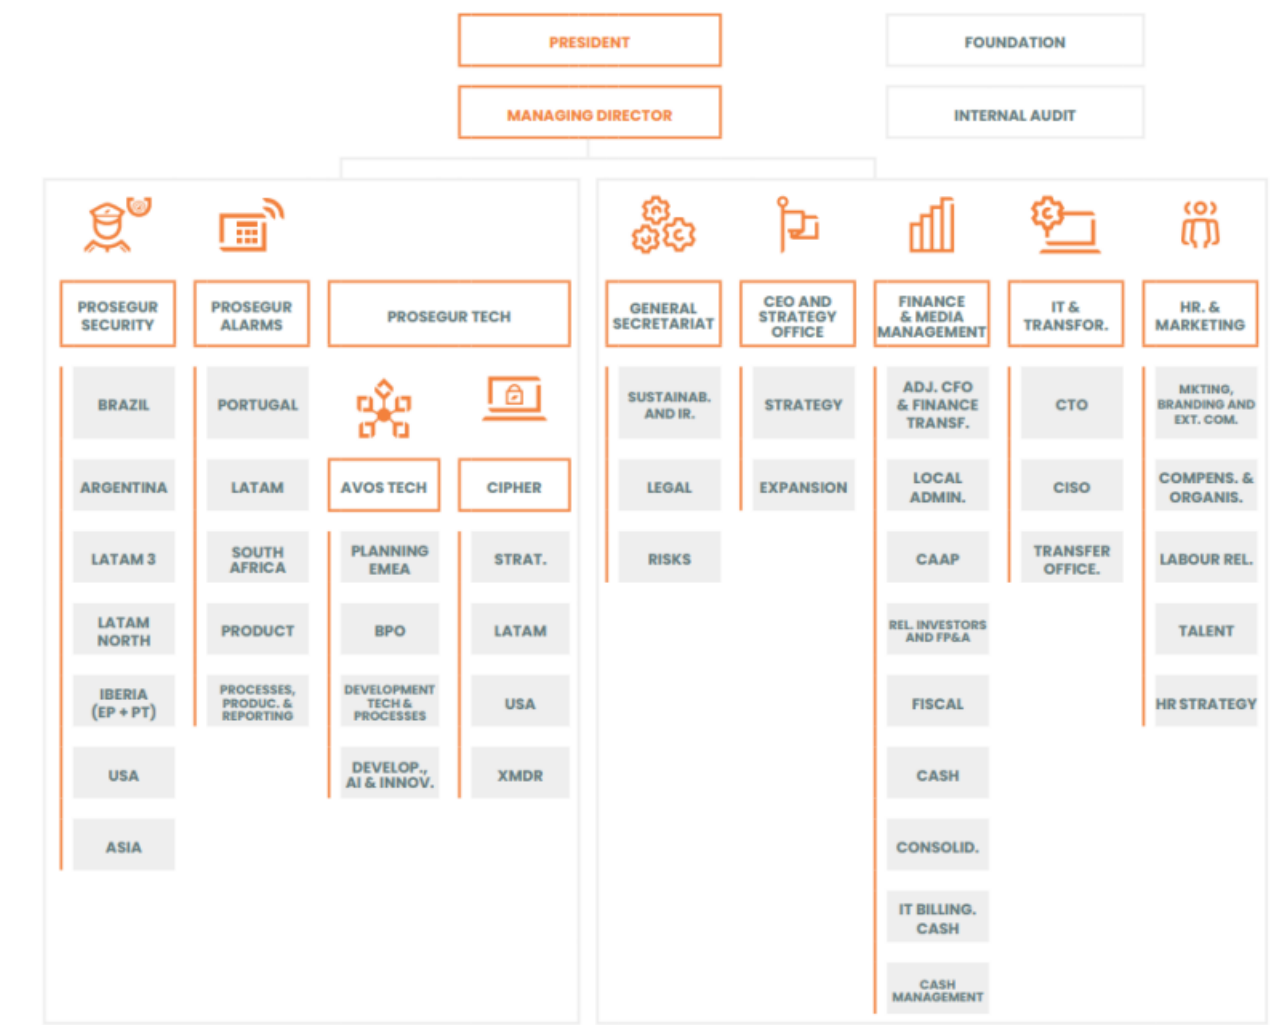 PRESIDENT
FOUNDATION
MANAGING DIRECTOR
INTERNAL AUDIT
PROSEGUR
SECURITY
BRAZIL
ARGENTINA
LATAM 3
LATAM
NORTH
IBERIA
(EP + PT)
USA
ASIA
PROSEGUR
ALARMS
PORTUGAL
LATAM
SOUTH
AFRICA
PRODUCT
PROCESSES,
PRODUC. &
REPORTING
PROSEGUR TECH
AVOS TECH
PLANNING
EMEA
BPO
DEVELOPMENT
TECH &
PROCESSES
DEVELOP.,
AI & INNOV.
CIPHER
STRAT.
LATAM
USA
XMDR
GENERAL
SECRETARIAT
SUSTAINAB.
AND IR.
LEGAL
RISKS
CEO AND
STRATEGY
OFFICE
STRATEGY
EXPANSION
FINANCE
& MEDIA
MANAGEMENT
ADJ. CFO
& FINANCE
TRANSF.
LOCAL
ADMIN.
CAAP
REL. INVESTORS
AND FP&A
FISCAL
CASH
CONSOLID.
IT BILLING.
CASH
CASH
MANAGEMENT
IT &
TRANSFOR.
CTO
CISO
TRANSFER
OFFICE.
HR. &
MARKETING
MKTING,
BRANDING AND
EXT. COM.
COMPENS. &
ORGANIS.
LABOUR REL.
TALENT
HR STRATEGY